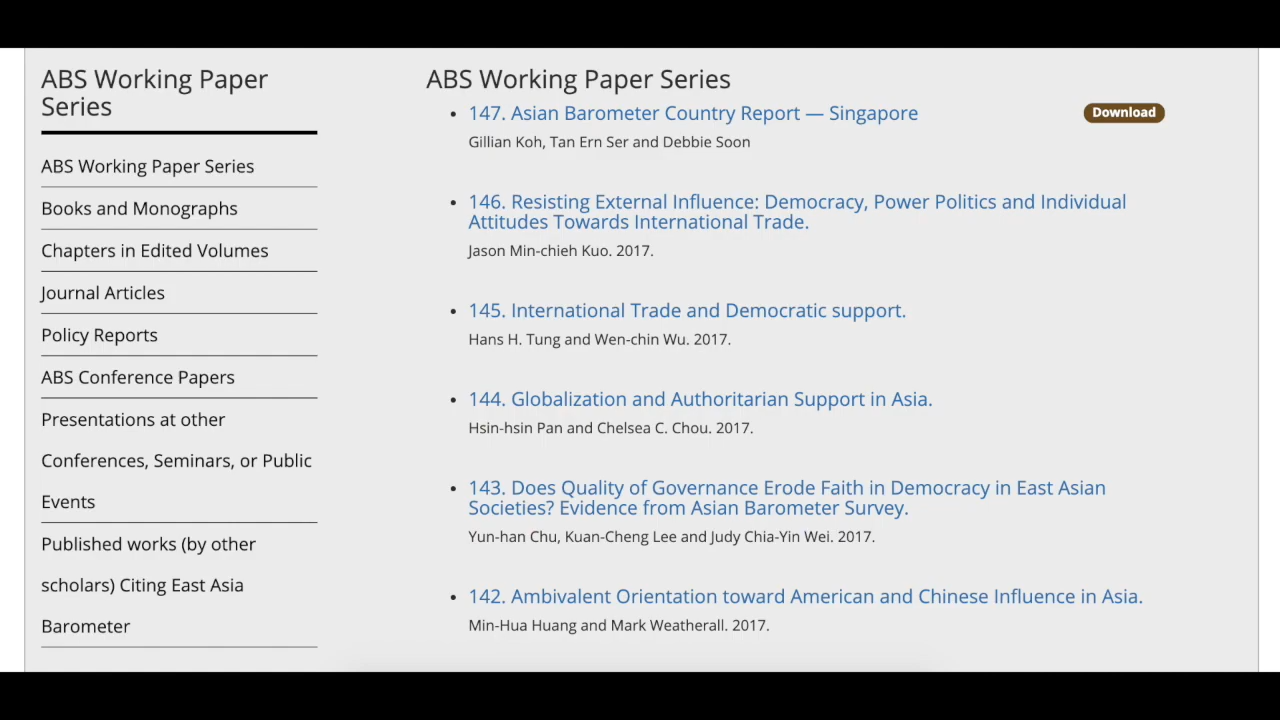 ABS Working Paper
Series
ABS Working Paper Series
Books and Monographs
Chapters in Edited Volumes
Journal Articles
Policy Reports
ABS Conference Papers
Presentations at other
Conferences, Seminars, or Public
Events
Published works (by other
scholars) Citing East Asia
Barometer
ABS Working Paper Series
• 147. Asian Barometer Country Report — Singapore
Download
Gillian Koh, Tan Ern Ser and Debbie Soon
• 146. Resisting External Influence: Democracy, Power Politics and Individual
Attitudes Towards International Trade.
Jason Min-chieh Kuo. 2017.
• 145. International Trade and Democratic support.
Hans H. Tung and Wen-chin Wu. 2017.
• 144. Globalization and Authoritarian Support in Asia.
Hsin-hsin Pan and Chelsea C. Chou. 2017.
• 143. Does Quality of Governance Erode Faith in Democracy in East Asian
Societies? Evidence from Asian Barometer Survey.
Yun-han Chu, Kuan-Cheng Lee and Judy Chia-Yin Wei. 2017.
• 142. Ambivalent Orientation toward American and Chinese Influence in Asia.
Min-Hua Huang and Mark Weatherall. 2017.